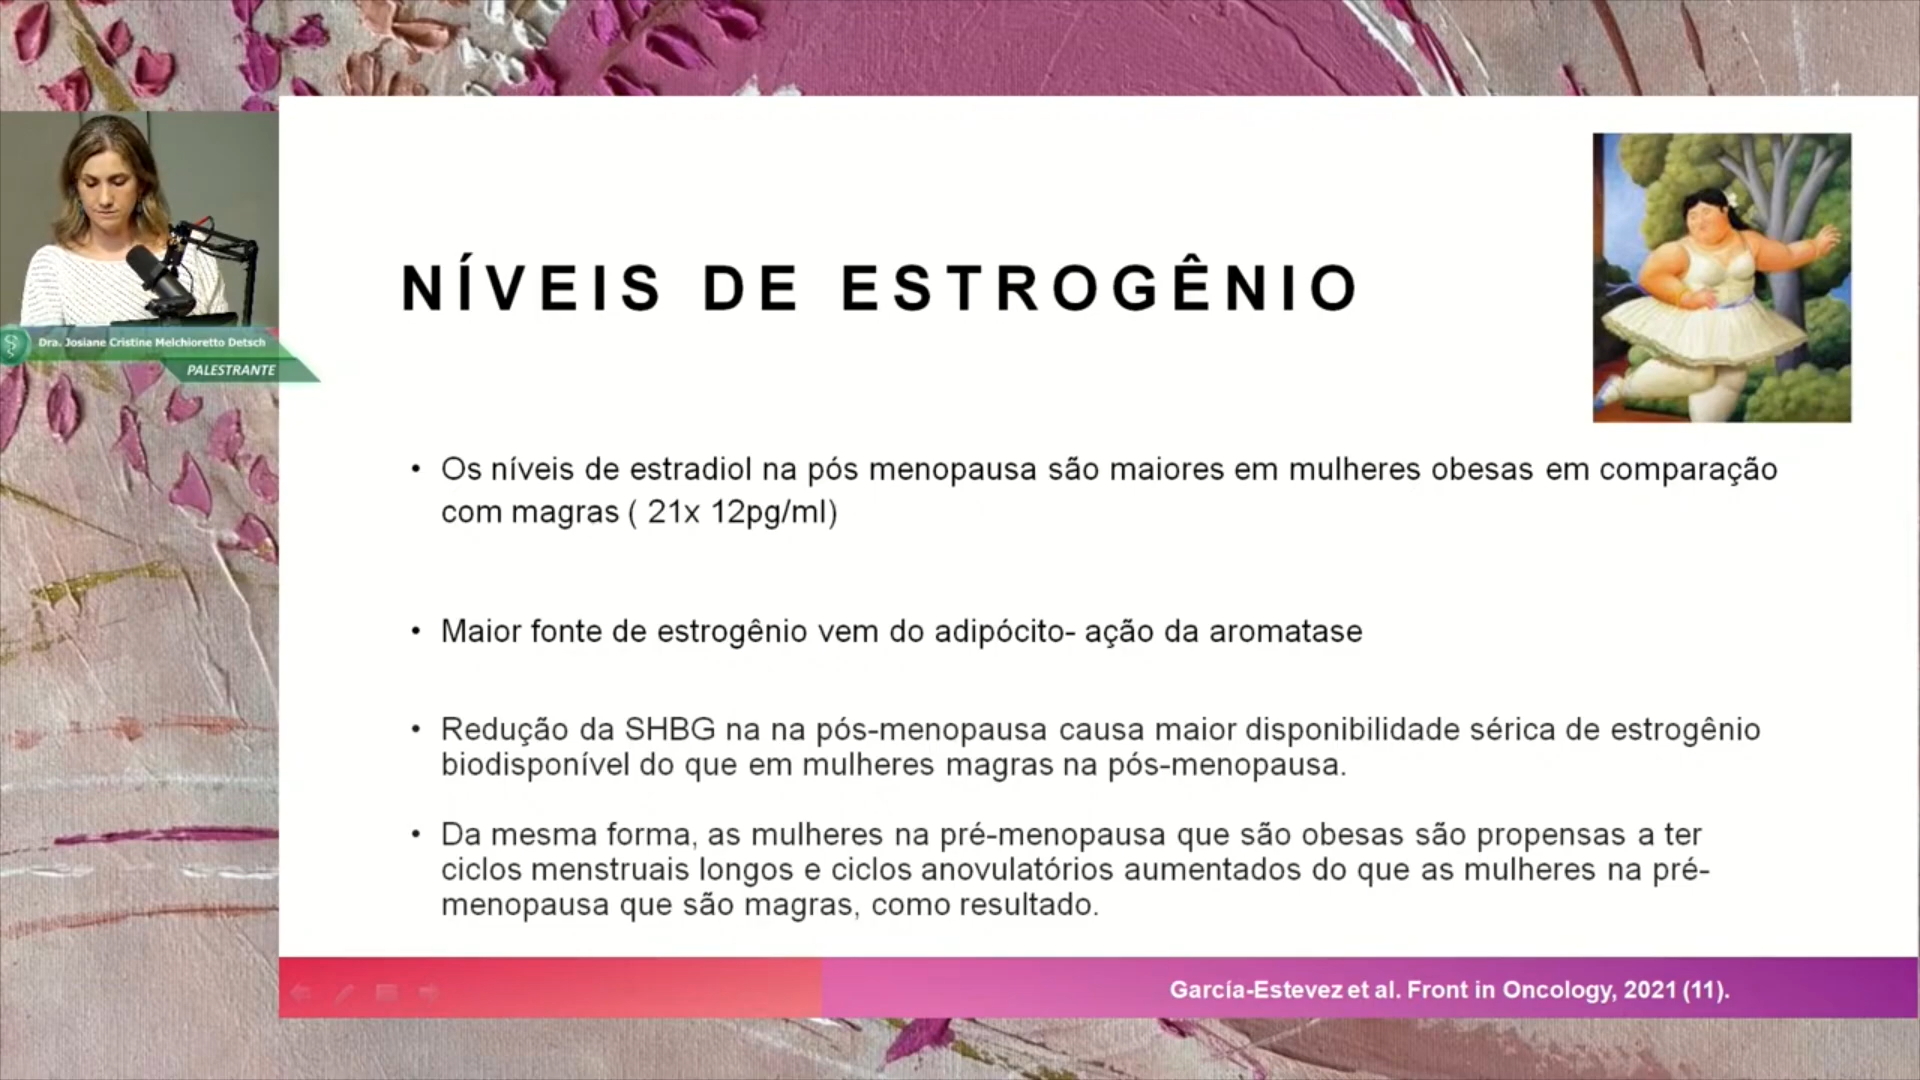 Dra. Josiane Cristine Melchioretto Detsch
PALESTRANTE
NÍVEIS DE ESTROGÊNIO
• Os níveis de estradiol na pós menopausa são maiores em mulheres obesas em comparação
com magras ( 21x 12pg/ml)
• Maior fonte de estrogênio vem do adipócito- ação da aromatase
• Redução da SHBG na na pós-menopausa causa maior disponibilidade sérica de estrogênio
biodisponível do que em mulheres magras na pós-menopausa.
• Da mesma forma, as mulheres na pré-menopausa que são obesas são propensas a ter
ciclos menstruais longos e ciclos anovulatórios aumentados do que as mulheres na pré-
menopausa que são magras, como resultado.
García-Estevez et al. Front in Oncology, 2021 (11).